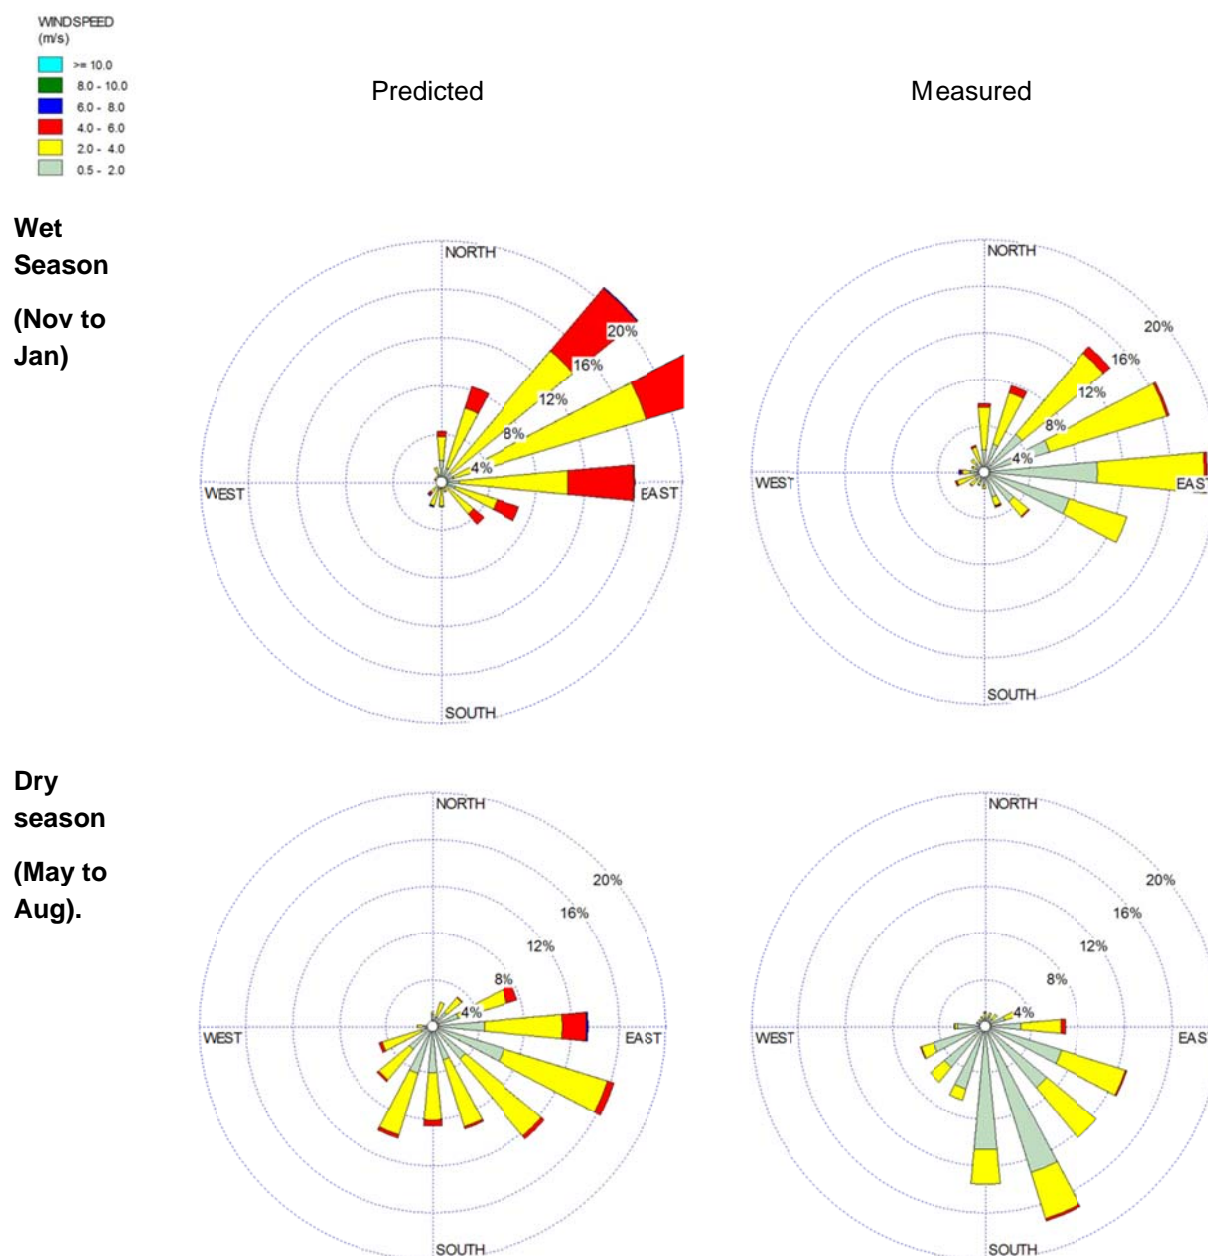 WINDSPEED
(m/s)
>= 10.0
8.0 - 10.0
6.0 - 8.0
4.0 - 6.0
2.0 - 4.0
0.5 - 2.0
Predicted
Measured
Wet
Season
(Nov to
Jan)
NORTH
20%
16%
12%
8%
4%
WEST
EAST
SOUTH
NORTH
20%
16%
12%
8%
4%
WEST
EAST
SOUTH
Dry
season
(May to
Aug).
NORTH
20%
16%
12%
8%
4%
WEST
EAST
SOUTH
NORTH
20%
16%
12%
8%
4%
WEST
EAST
SOUTH